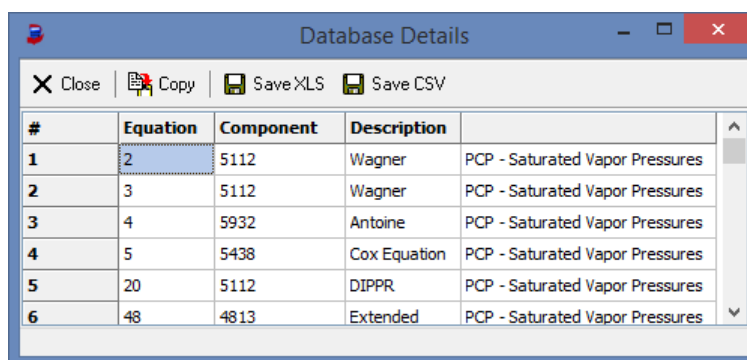 Database Details
Close Copy Save XLS Save CSV
# Equation Component Description
1 2 5112 Wagner PCP - Saturated Vapor Pressures
2 3 5112 Wagner PCP - Saturated Vapor Pressures
3 4 5932 Antoine PCP - Saturated Vapor Pressures
4 5 5438 Cox Equation PCP - Saturated Vapor Pressures
5 20 5112 DIPPR PCP - Saturated Vapor Pressures
6 48 4813 Extended PCP - Saturated Vapor Pressures